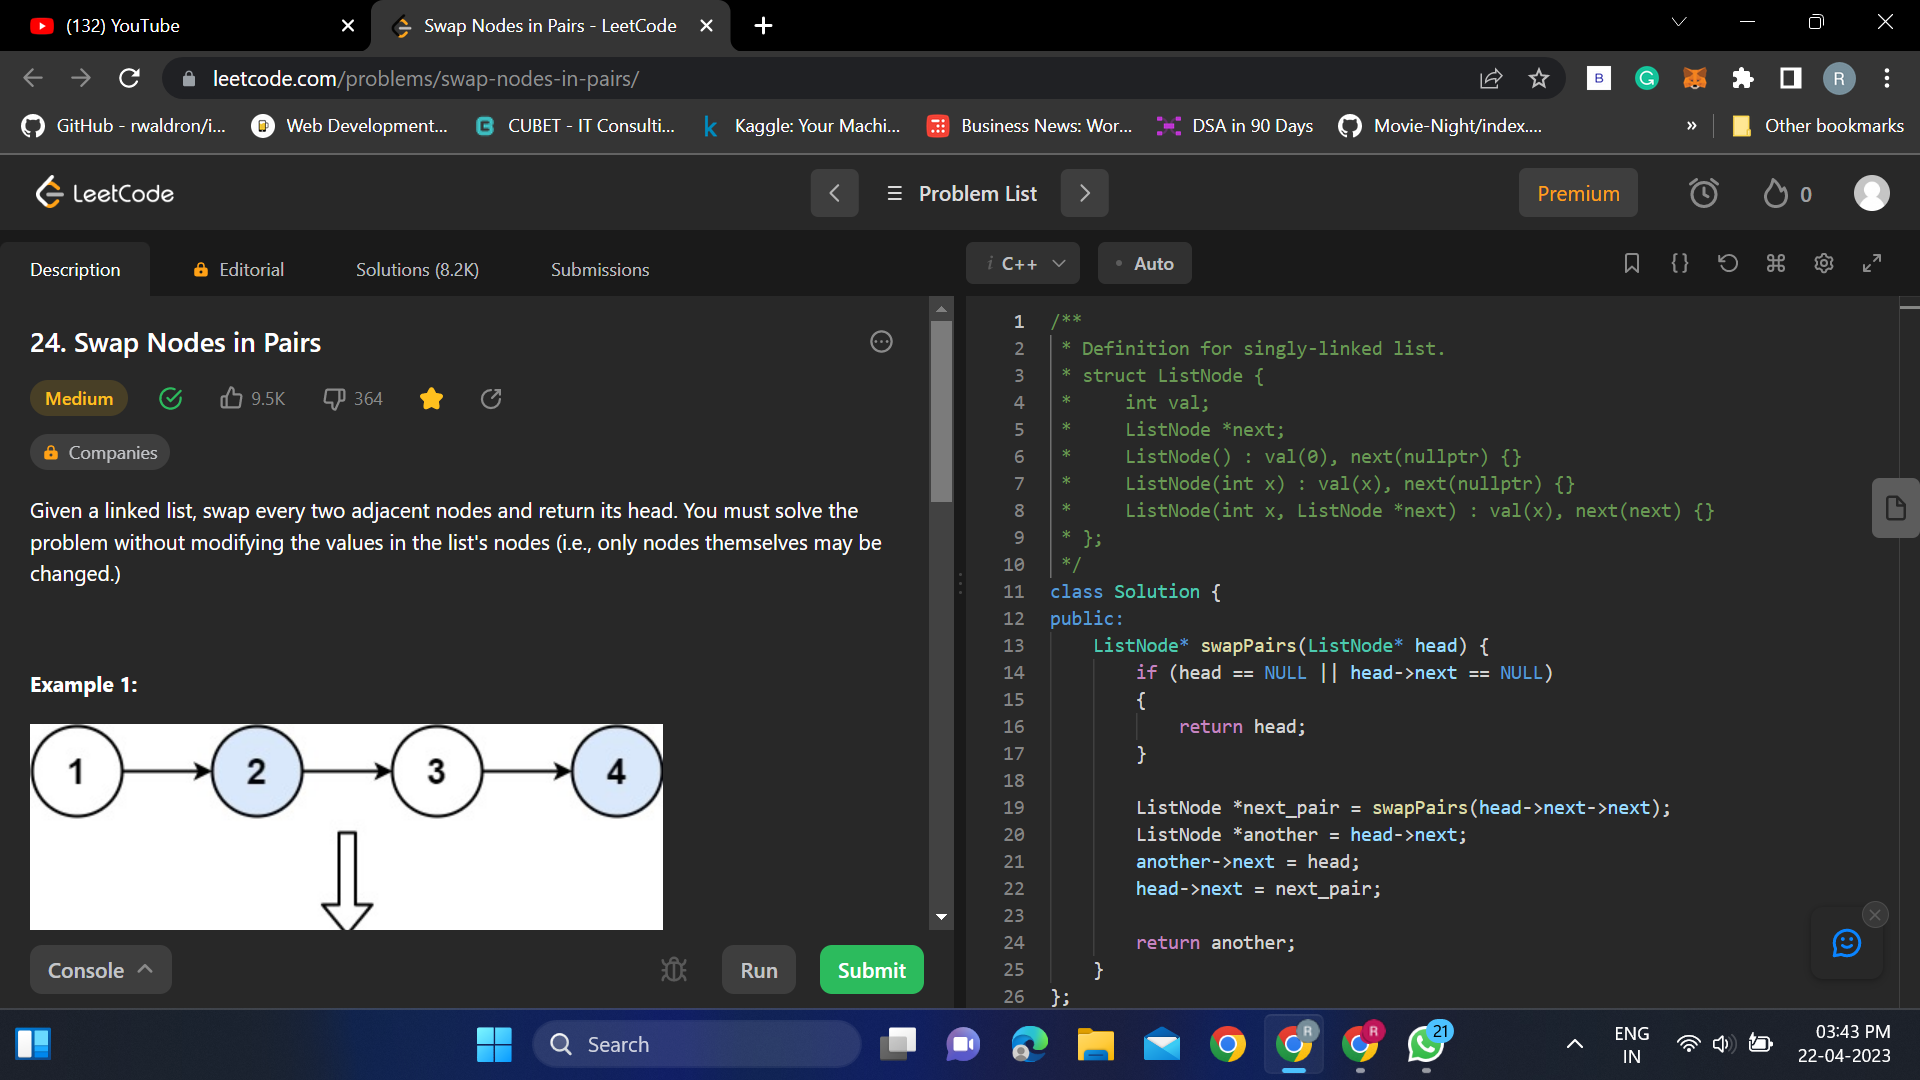 (132) YouTube
Swap Nodes in Pairs - LeetCode
leetcode.com/problems/swap-nodes-in-pairs/
B
G
R
GitHub - rwaldron/i...
Web Development...
CUBET - IT Consulti...
k
Kaggle: Your Machi...
Business News: Wor...
DSA in 90 Days
Movie-Night/index....
»
Other bookmarks
LeetCode
Problem List
Premium
0
Description
Editorial
Solutions (8.2K)
Submissions
i C++
• Auto
{}
24. Swap Nodes in Pairs
Medium
9.5K
364
Companies
Given a linked list, swap every two adjacent nodes and return its head. You must solve the
problem without modifying the values in the list's nodes (i.e., only nodes themselves may be
changed.)
Example 1:
1
2
3
4
Console
Run
Submit
1 /**
2 * Definition for singly-linked list.
3 * struct ListNode {
4 *     int val;
5 *     ListNode *next;
6 *     ListNode() : val(0), next(nullptr) {}
7 *     ListNode(int x) : val(x), next(nullptr) {}
8 *     ListNode(int x, ListNode *next) : val(x), next(next) {}
9 * };
10 */
11 class Solution {
12 public:
13     ListNode* swapPairs(ListNode* head) {
14         if (head == NULL || head->next == NULL)
15         {
16             return head;
17         }
18
19         ListNode *next_pair = swapPairs(head->next->next);
20         ListNode *another = head->next;
21         another->next = head;
22         head->next = next_pair;
23
24         return another;
25     }
26 };
Search
R
R
21
ENG
IN
03:43 PM
22-04-2023